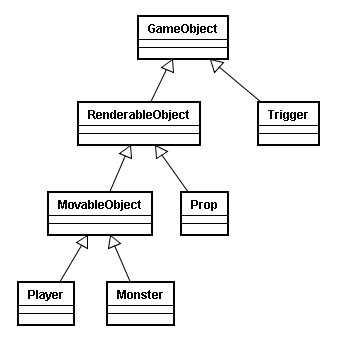 GameObject
RenderableObject
Trigger
MovableObject
Prop
Player
Monster